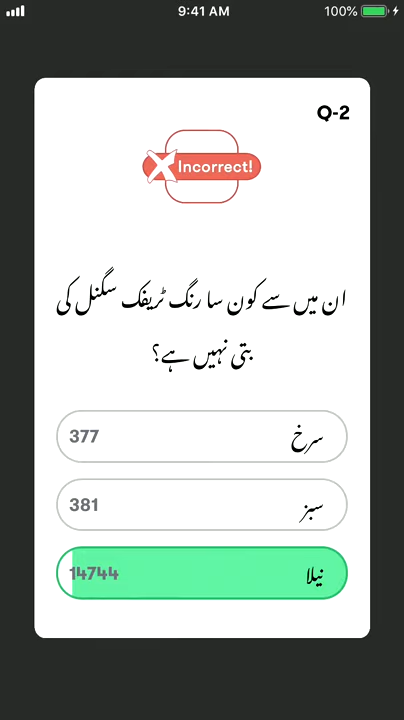 9:41 AM
100%
Q-2
Incorrect!
ان میں سے کون سا رنگ ٹریفک سگنل کی
بتی نہیں ہے؟
سرخ 377
سبز 381
نیلا 14744